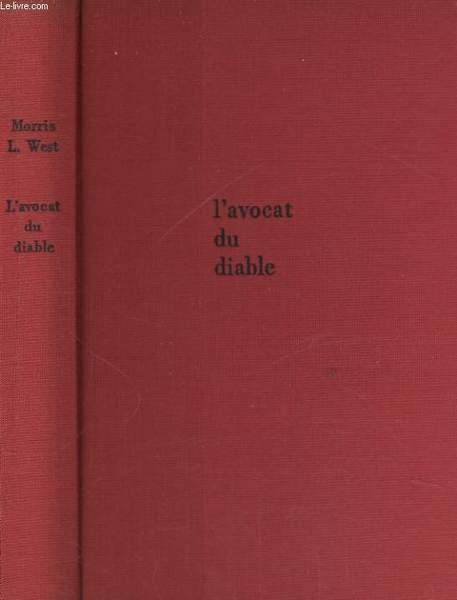 Le-livre.com
Morris
L. West
L'avocat
du
diable
l'avocat
du
diable